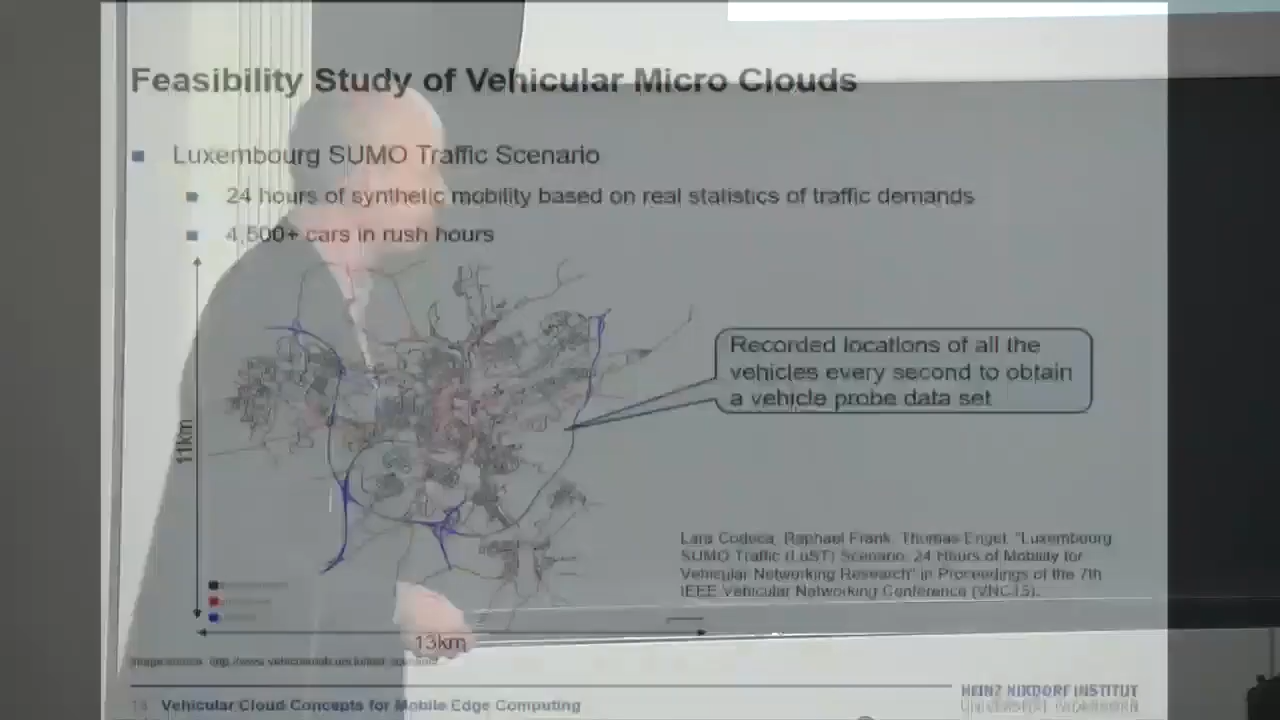 Feasibility Study of Vehicular Micro Clouds
Luxembourg SUMO Traffic Scenario
24 hours of synthetic mobility based on real statistics of traffic demands
4,500+ cars in rush hours
Recorded locations of all the
vehicles every second to obtain
a vehicle probe data set
11km
Lara Codeca, Raphael Frank, Thomas Engel, "Luxembourg
SUMO Traffic (LuST) Scenario: 24 Hours of Mobility for
Vehicular Networking Research" in Proceedings of the 7th
IEEE Vehicular Networking Conference (VNC15).
13km
Vehicular Cloud Concepts for Mobile Edge Computing
HEINZ NIXDORF INSTITUT
UNIVERSITÄT PADERBORN